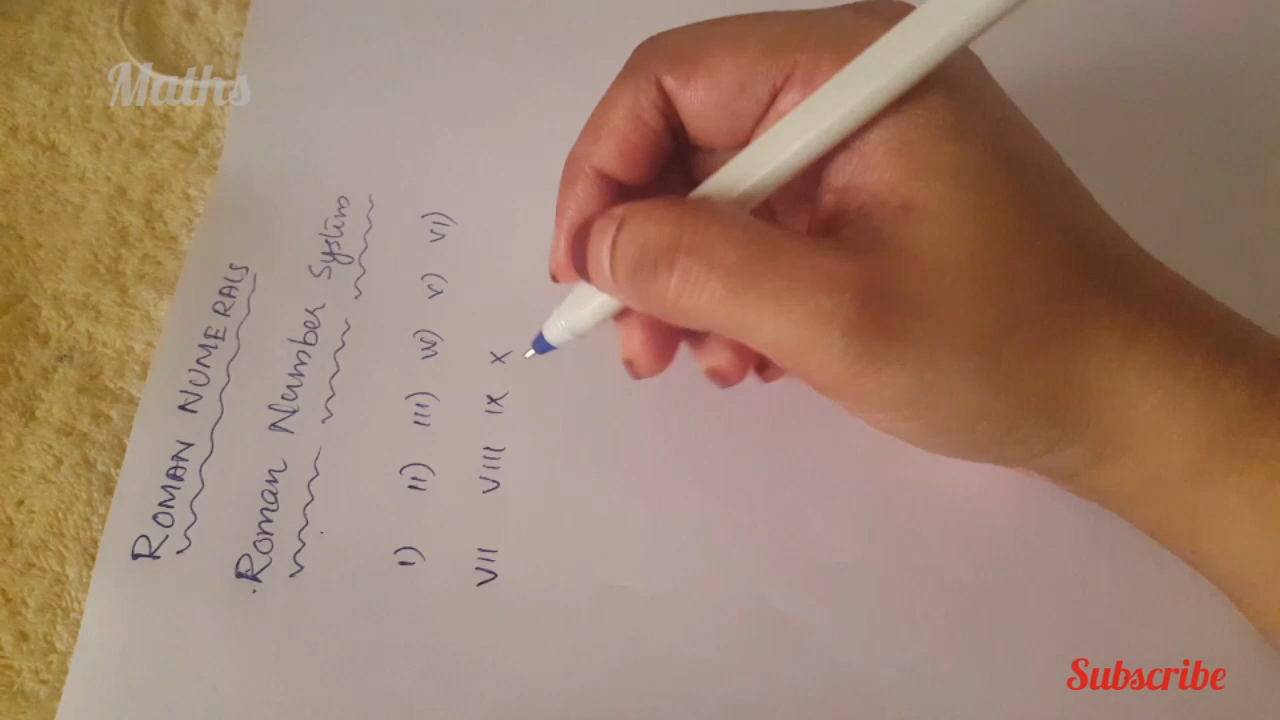 Maths
ROMAN NUMERALS
Roman Number System
I) II) III) IV) V) VI)
VII VIII IX X
Subscribe